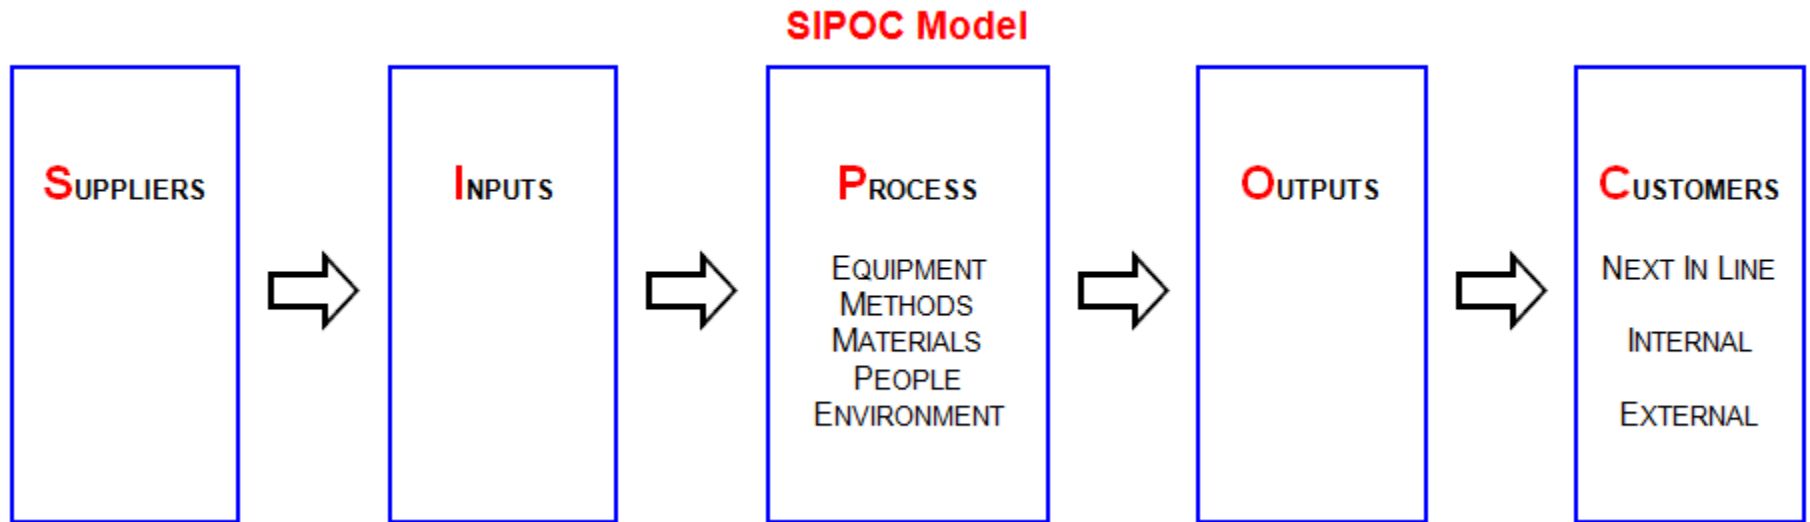 SIPOC Model
SUPPLIERS
INPUTS
PROCESS
EQUIPMENT
METHODS
MATERIALS
PEOPLE
ENVIRONMENT
OUTPUTS
CUSTOMERS
NEXT IN LINE
INTERNAL
EXTERNAL